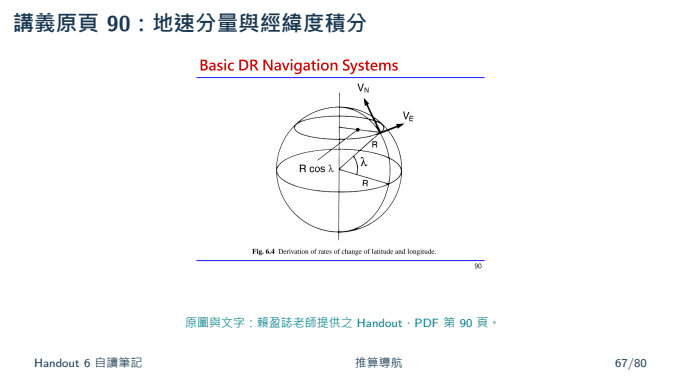 講義原頁 90：地速分量與經緯度積分
Basic DR Navigation Systems
V_N
V_E
R
R cos λ
λ
R
Fig. 6.4 Derivation of rates of change of latitude and longitude.
90
原圖與文字：賴盈誌老師提供之 Handout，PDF 第 90 頁。
Handout 6 自讀筆記
推算導航
67/80